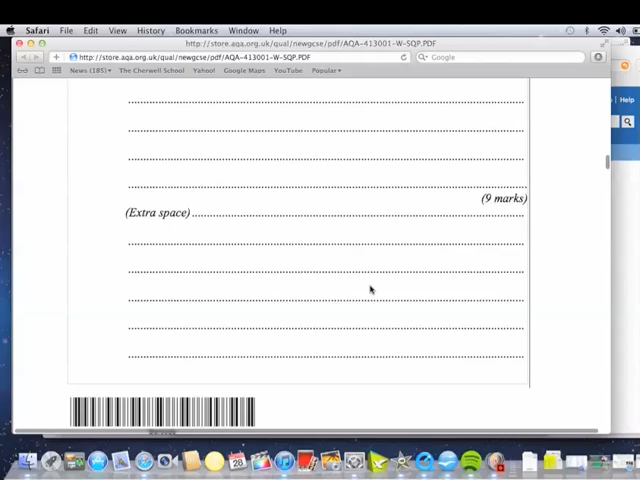 Safari File Edit View History Bookmarks Window Help
http://store.aqa.org.uk/qual/newgcse/pdf/AQA-413001-W-SQP.PDF
http://store.aqa.org.uk/qual/newgcse/pdf/AQA-413001-W-SQP.PDF Google
News (185) The Cherwell School Yahoo! Google Maps YouTube Popular
Help
(9 marks)
(Extra space)
28